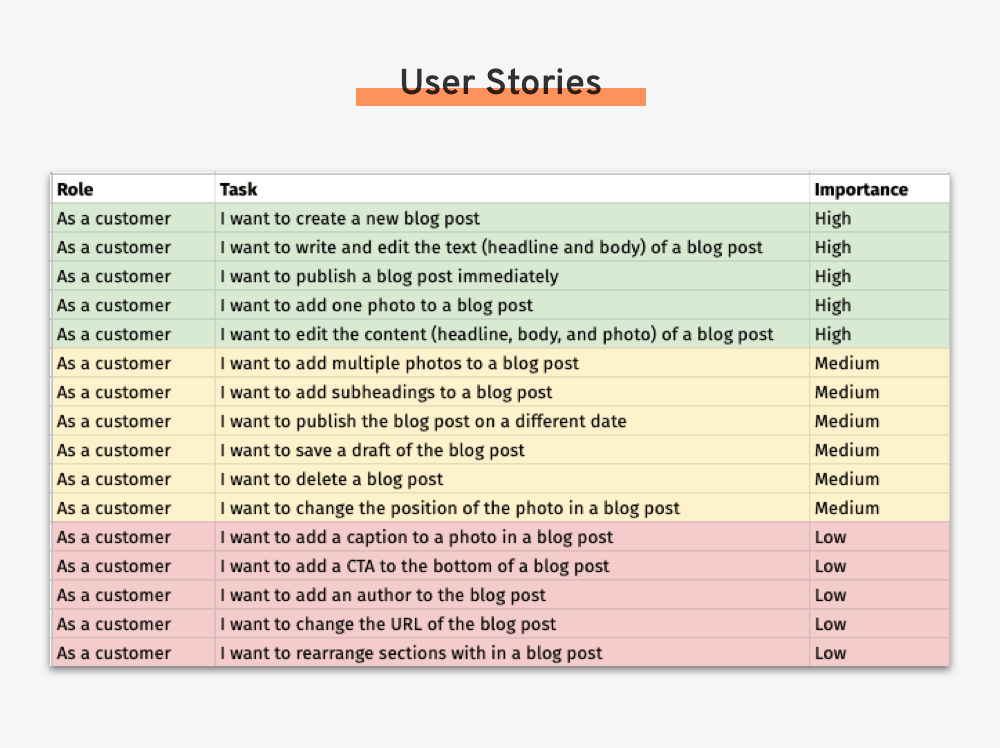 User Stories
Role Task Importance
As a customer I want to create a new blog post High
As a customer I want to write and edit the text (headline and body) of a blog post High
As a customer I want to publish a blog post immediately High
As a customer I want to add one photo to a blog post High
As a customer I want to edit the content (headline, body, and photo) of a blog post High
As a customer I want to add multiple photos to a blog post Medium
As a customer I want to add subheadings to a blog post Medium
As a customer I want to publish the blog post on a different date Medium
As a customer I want to save a draft of the blog post Medium
As a customer I want to delete a blog post Medium
As a customer I want to change the position of the photo in a blog post Medium
As a customer I want to add a caption to a photo in a blog post Low
As a customer I want to add a CTA to the bottom of a blog post Low
As a customer I want to add an author to the blog post Low
As a customer I want to change the URL of the blog post Low
As a customer I want to rearrange sections with in a blog post Low